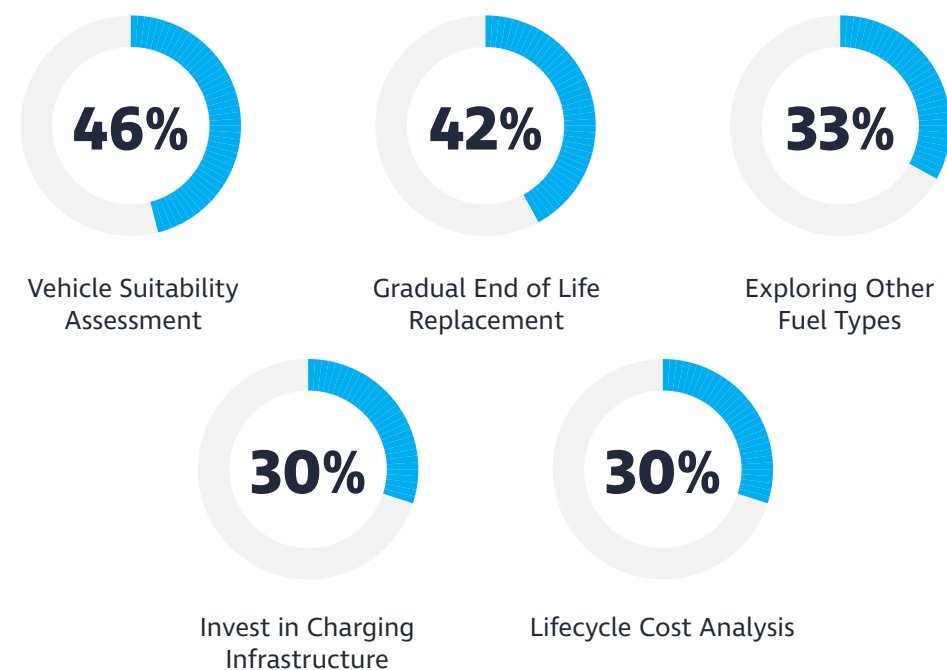 46%
42%
33%
Vehicle Suitability
Assessment
Gradual End of Life
Replacement
Exploring Other
Fuel Types
30%
30%
Invest in Charging
Infrastructure
Lifecycle Cost Analysis